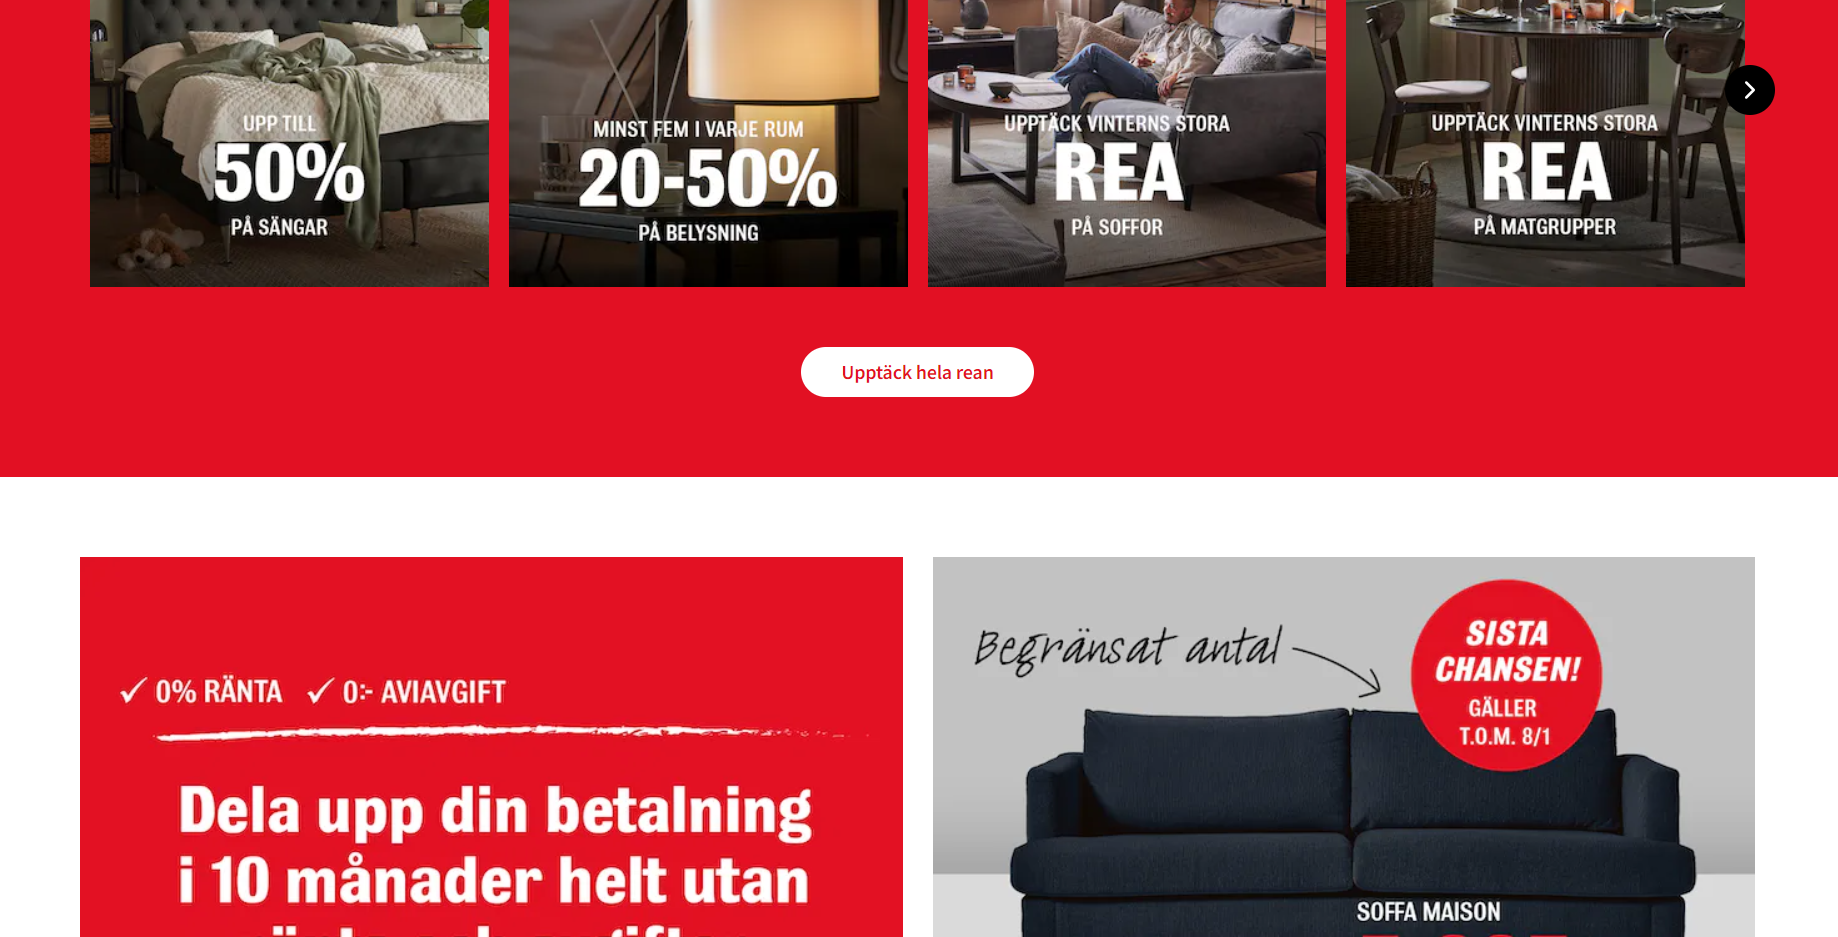 UPP TILL
50%
PÅ SÄNGAR
MINST FEM I VARJE RUM
20-50%
PÅ BELYSNING
UPPTÄCK VINTERNS STORA
REA
PÅ SOFFOR
UPPTÄCK VINTERNS STORA
REA
PÅ MATGRUPPER
Upptäck hela rean
✓ 0% RÄNTA ✓ 0:- AVIAVGIFT
Dela upp din betalning
i 10 månader helt utan
Begränsat antal
SISTA
CHANSEN!
GÄLLER
T.O.M. 8/1
SOFFA MAISON